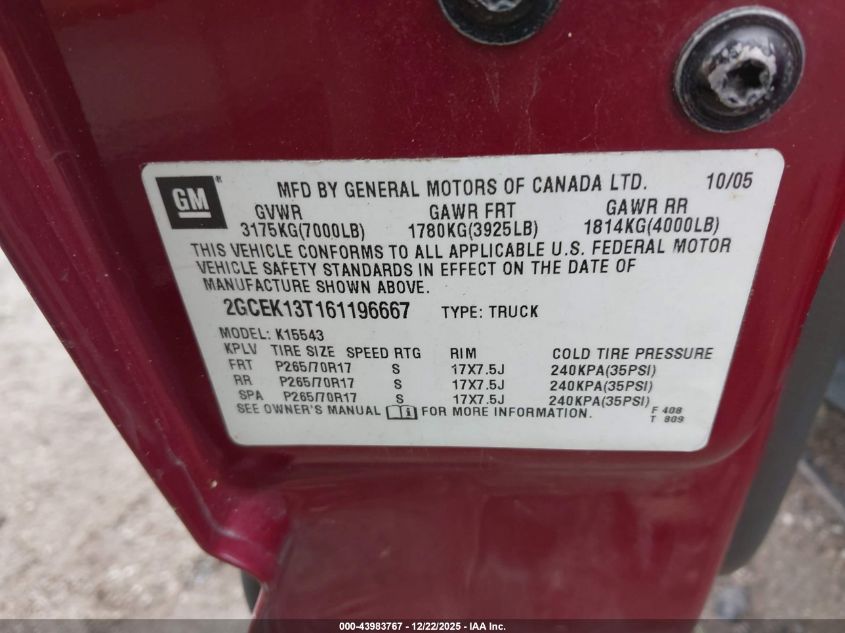 GM ® MFD BY GENERAL MOTORS OF CANADA LTD. 10/05
GVWR GAWR FRT GAWR RR
3175KG(7000LB) 1780KG(3925LB) 1814KG(4000LB)
THIS VEHICLE CONFORMS TO ALL APPLICABLE U.S. FEDERAL MOTOR
VEHICLE SAFETY STANDARDS IN EFFECT ON THE DATE OF
MANUFACTURE SHOWN ABOVE.
2GCEK13T161196667 TYPE: TRUCK
MODEL: K15543
KPLV TIRE SIZE SPEED RTG RIM COLD TIRE PRESSURE
FRT P265/70R17 S 17X7.5J 240KPA(35PSI)
RR P265/70R17 S 17X7.5J 240KPA(35PSI)
SPA P265/70R17 S 17X7.5J 240KPA(35PSI)
SEE OWNER'S MANUAL FOR MORE INFORMATION.
F 408
T 809
000-43983767 - 12/22/2025 - IAA Inc.